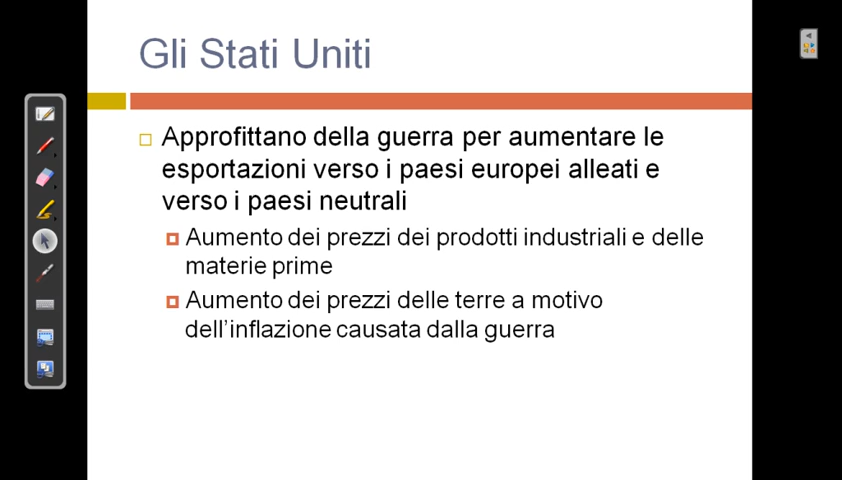 Gli Stati Uniti
Approfittano della guerra per aumentare le
esportazioni verso i paesi europei alleati e
verso i paesi neutrali
Aumento dei prezzi dei prodotti industriali e delle
materie prime
Aumento dei prezzi delle terre a motivo
dell'inflazione causata dalla guerra